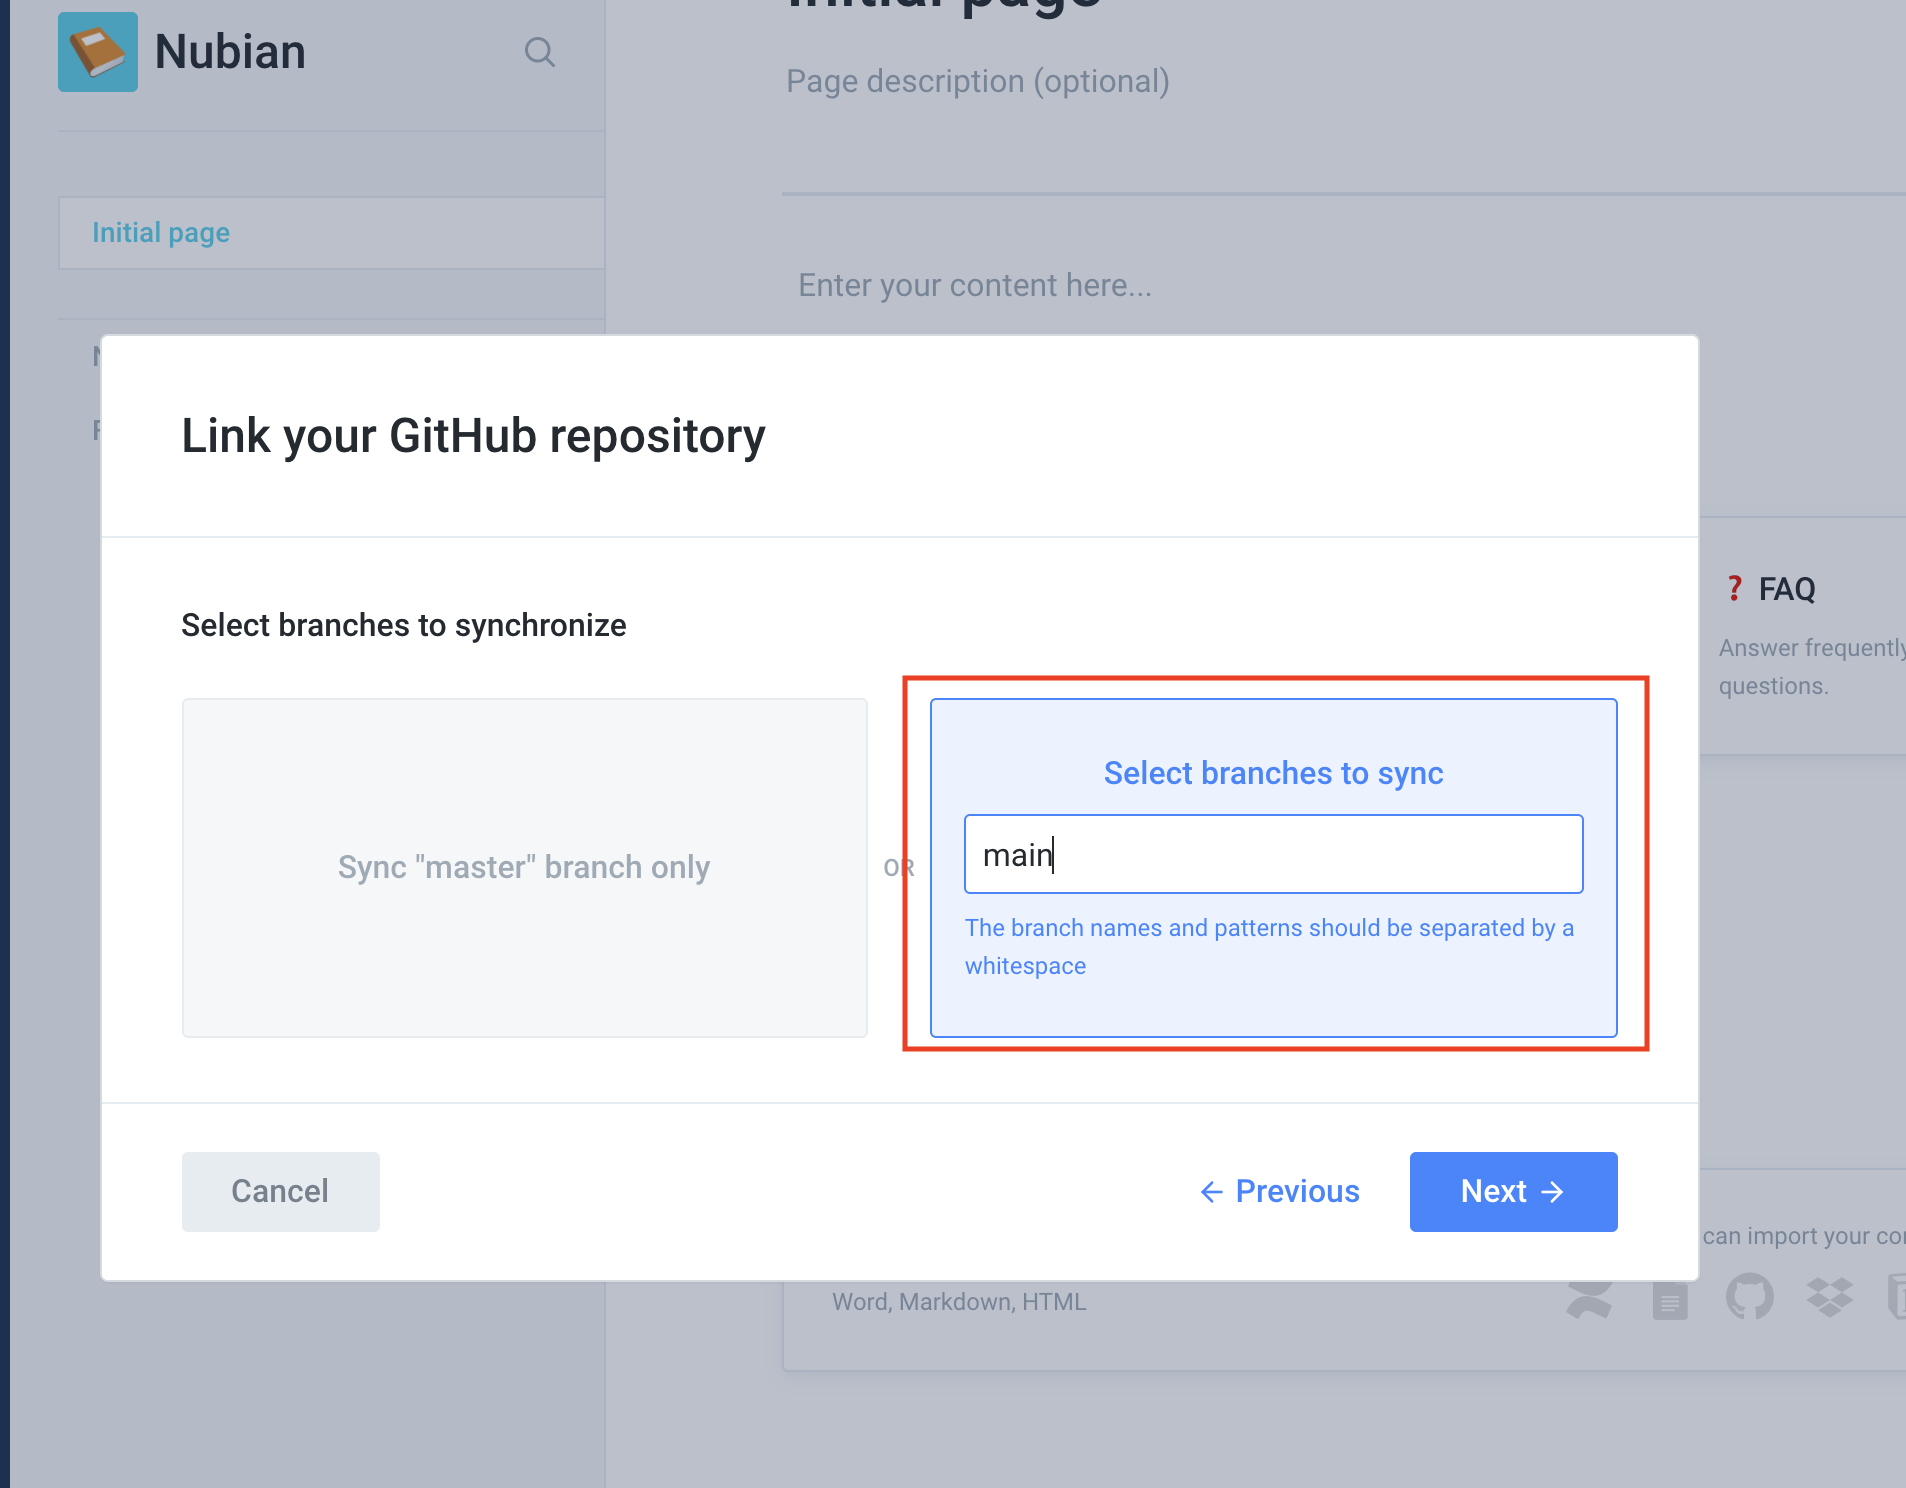 Nubian
Initial page
Initial page
Page description (optional)
Enter your content here...
Link your GitHub repository
Select branches to synchronize
Sync "master" branch only
OR
Select branches to sync
main
The branch names and patterns should be separated by a
whitespace
Cancel
← Previous
Next →
❓ FAQ
Answer frequently
questions.
can import your
Word, Markdown, HTML